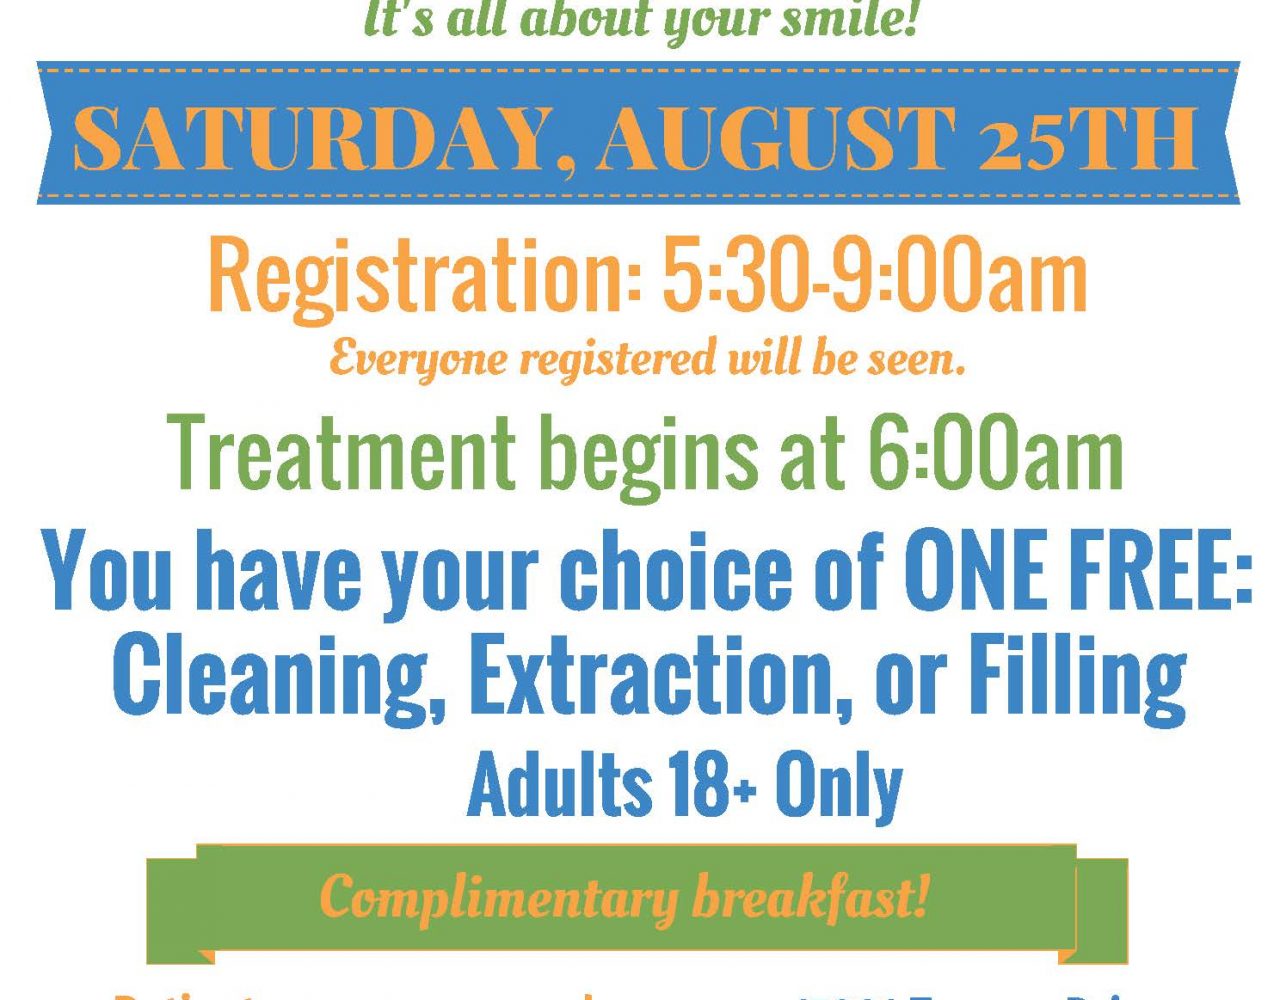 It's all about your smile!
SATURDAY, AUGUST 25TH
Registration: 5:30-9:00am
Everyone registered will be seen.
Treatment begins at 6:00am
You have your choice of ONE FREE:
Cleaning, Extraction, or Filling
Adults 18+ Only
Complimentary breakfast!